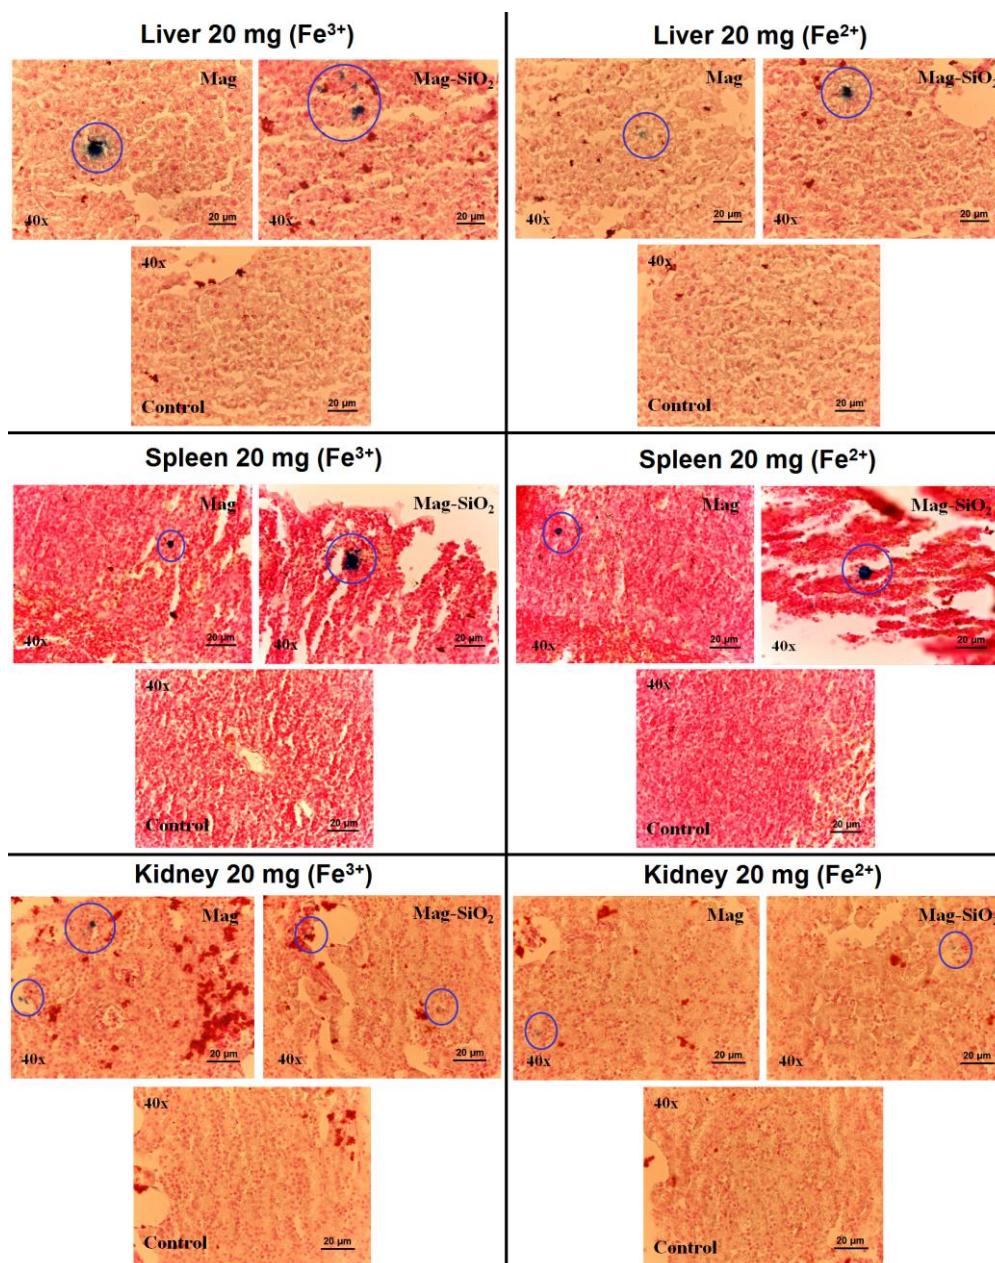 Liver 20 mg (Fe³⁺)
Mag
40x
20 µm
Mag-SiO₂
40x
20 µm
40x
Control
20 µm
Liver 20 mg (Fe²⁺)
Mag
40x
20 µm
Mag-SiO₂
40x
20 µm
40x
Control
20 µm
Spleen 20 mg (Fe³⁺)
Mag
40x
20 µm
Mag-SiO₂
40x
20 µm
40x
Control
20 µm
Spleen 20 mg (Fe²⁺)
Mag
40x
20 µm
Mag-SiO₂
40x
20 µm
40x
Control
20 µm
Kidney 20 mg (Fe³⁺)
Mag
40x
20 µm
Mag-SiO₂
40x
20 µm
40x
Control
20 µm
Kidney 20 mg (Fe²⁺)
Mag
40x
20 µm
Mag-SiO₂
40x
20 µm
40x
Control
20 µm